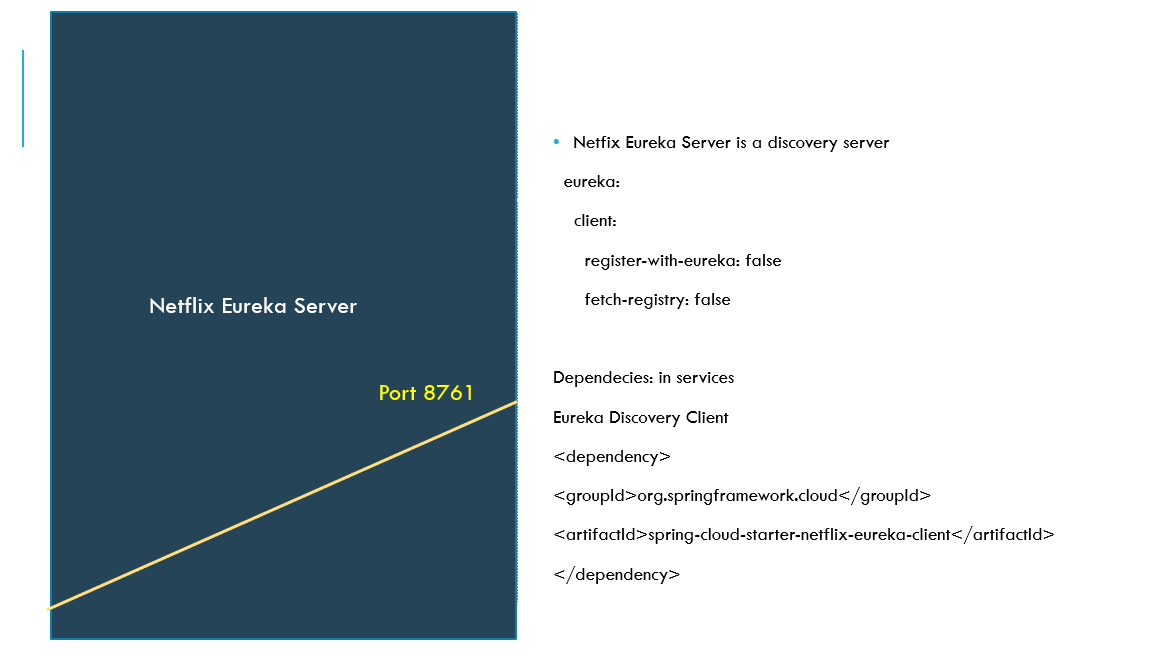 Netflix Eureka Server
Port 8761
• Netfix Eureka Server is a discovery server
eureka:
client:
register-with-eureka: false
fetch-registry: false
Dependecies: in services
Eureka Discovery Client
<dependency>
<groupId>org.springframework.cloud</groupId>
<artifactId>spring-cloud-starter-netflix-eureka-client</artifactId>
</dependency>